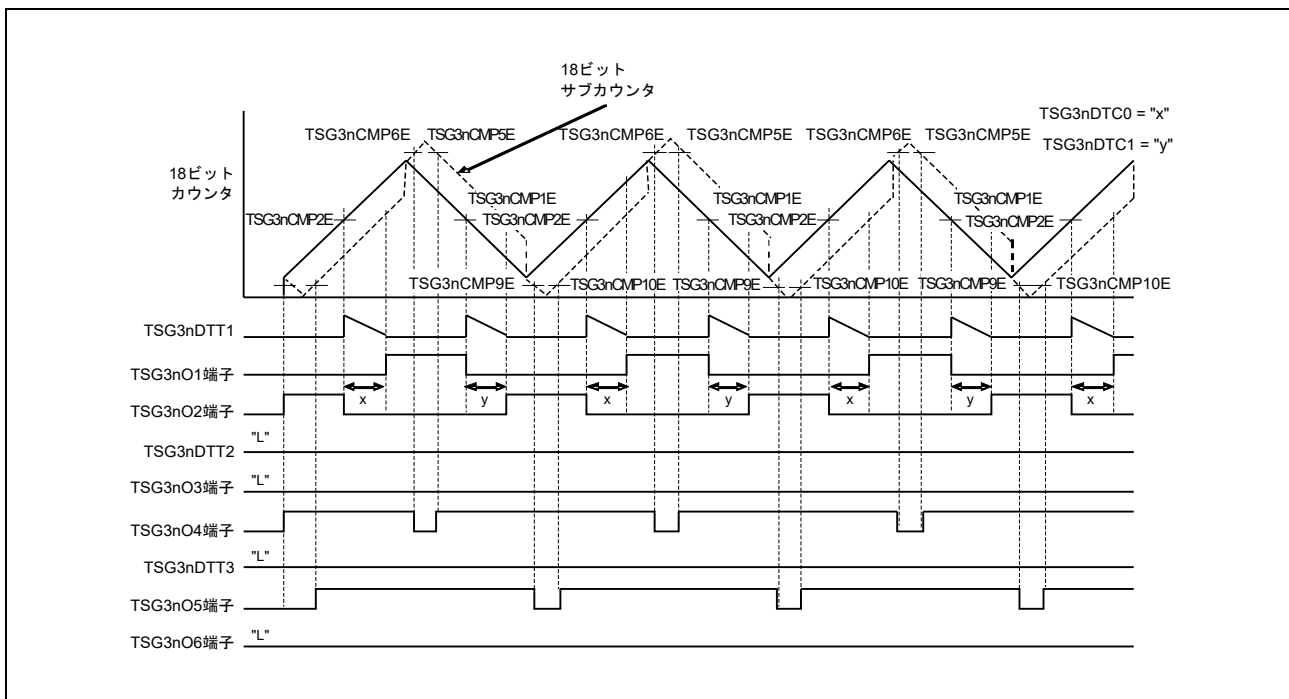 18ビット
サブカウンタ
TSG3nDTC0 = "x"
TSG3nCMP6E TSG3nCMP5E TSG3nCMP6E TSG3nCMP5E TSG3nCMP6E TSG3nCMP5E
TSG3nDTC1 = "y"
18ビット
カウンタ
TSG3nCMP1E TSG3nCMP1E TSG3nCMP1E
TSG3nCMP2E TSG3nCMP2E TSG3nCMP2E TSG3nCMP2E
TSG3nCMP9E TSG3nCMP10E TSG3nCMP9E TSG3nCMP10E TSG3nCMP9E TSG3nCMP10E
TSG3nDTT1
TSG3nO1端子
x y x y x y x
TSG3nO2端子
"L"
TSG3nDTT2
"L"
TSG3nO3端子
TSG3nO4端子
"L"
TSG3nDTT3
TSG3nO5端子
"L"
TSG3nO6端子